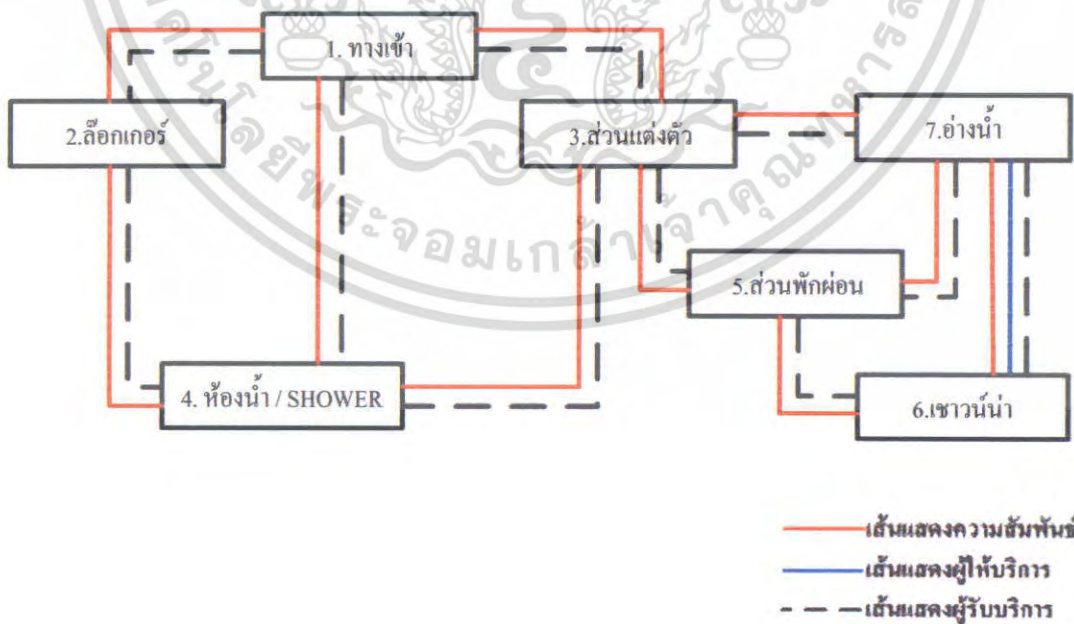 1. ทางเข้า
2.ล๊อกเกอร์
3.ส่วนแต่งตัว
7.อ่างน้ำ
5.ส่วนพักผ่อน
4. ห้องน้ำ / SHOWER
6.เซาวน์น่า
เส้นแสดงความสัมพันธ์
เส้นแสดงผู้ให้บริการ
เส้นแสดงผู้รับบริการ